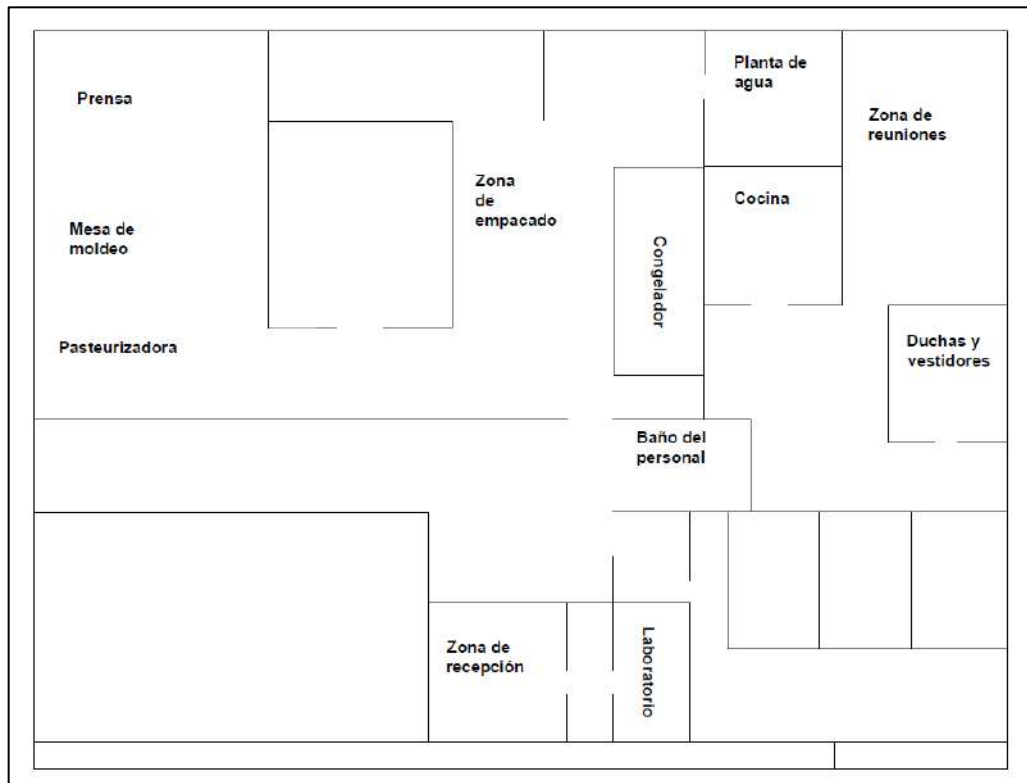 Prensa
Mesa de
moldeo
Pasteurizadora
Zona
de
empacado
Congelador
Planta de
agua
Cocina
Zona de
reuniones
Duchas y
vestidores
Baño del
personal
Zona de
recepción
Laboratorio